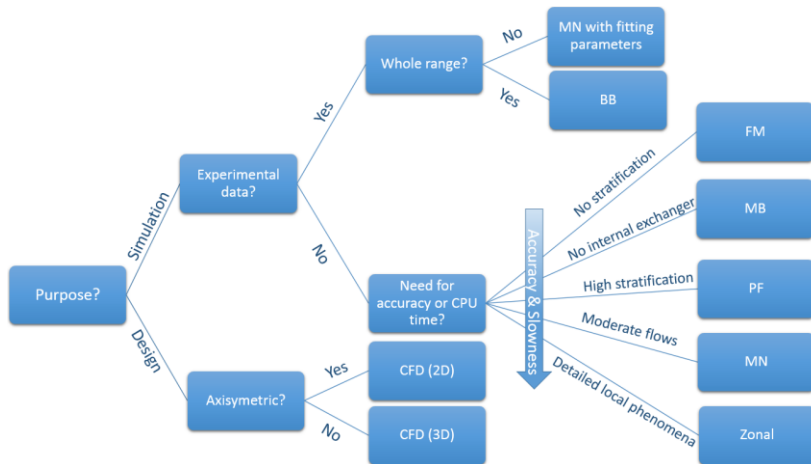 Purpose?
Simulation
Design
Experimental
data?
Yes
No
Whole range?
No
Yes
MN with fitting
parameters
BB
Need for
accuracy or CPU
time?
Accuracy & Slowness
No stratification
FM
No internal exchanger
MB
High stratification
PF
Moderate flows
MN
Detailed local phenomena
Zonal
Axisymetric?
Yes
No
CFD (2D)
CFD (3D)